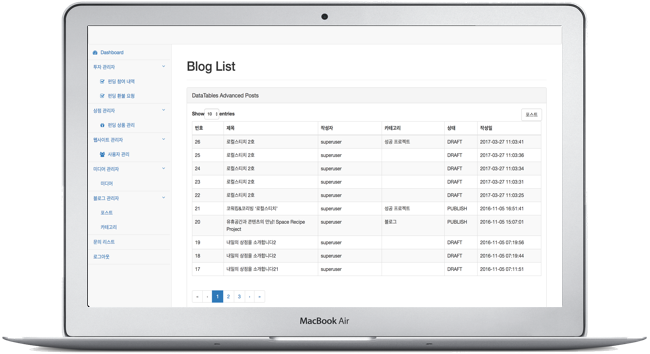 Dashboard
투자 관리자
펀딩 참여 내역
펀딩 환불 요청
상점 관리자
펀딩 상품 관리
웹사이트 관리자
사용자 관리
미디어 관리자
미디어
블로그 관리자
포스트
카테고리
문의 리스트
로그아웃
Blog List
DataTables Advanced Posts
Show 10 entries
포스트
번호 제목 작성자 카테고리 상태 작성일
26 로컬스티치 2호 superuser 성공 프로젝트 DRAFT 2017-03-27 11:03:41
25 로컬스티치 2호 superuser DRAFT 2017-03-27 11:03:36
24 로컬스티치 2호 superuser DRAFT 2017-03-27 11:03:34
23 로컬스티치 2호 superuser DRAFT 2017-03-27 11:03:31
22 로컬스티치 2호 superuser DRAFT 2017-03-27 11:03:25
21 코워킹&코리빙 '로컬스티치' superuser 성공 프로젝트 PUBLISH 2016-11-05 16:51:41
20 유휴공간과 콘텐츠의 만남! Space Recipe superuser 블로그 PUBLISH 2016-11-05 15:07:01
Project
19 내일의 상점을 소개합니다2 superuser DRAFT 2016-11-05 07:19:56
18 내일의 상점을 소개합니다2 superuser DRAFT 2016-11-05 07:19:44
17 내일의 상점을 소개합니다21 superuser DRAFT 2016-11-05 07:11:51
« ‹ 1 2 3 › »
MacBook Air